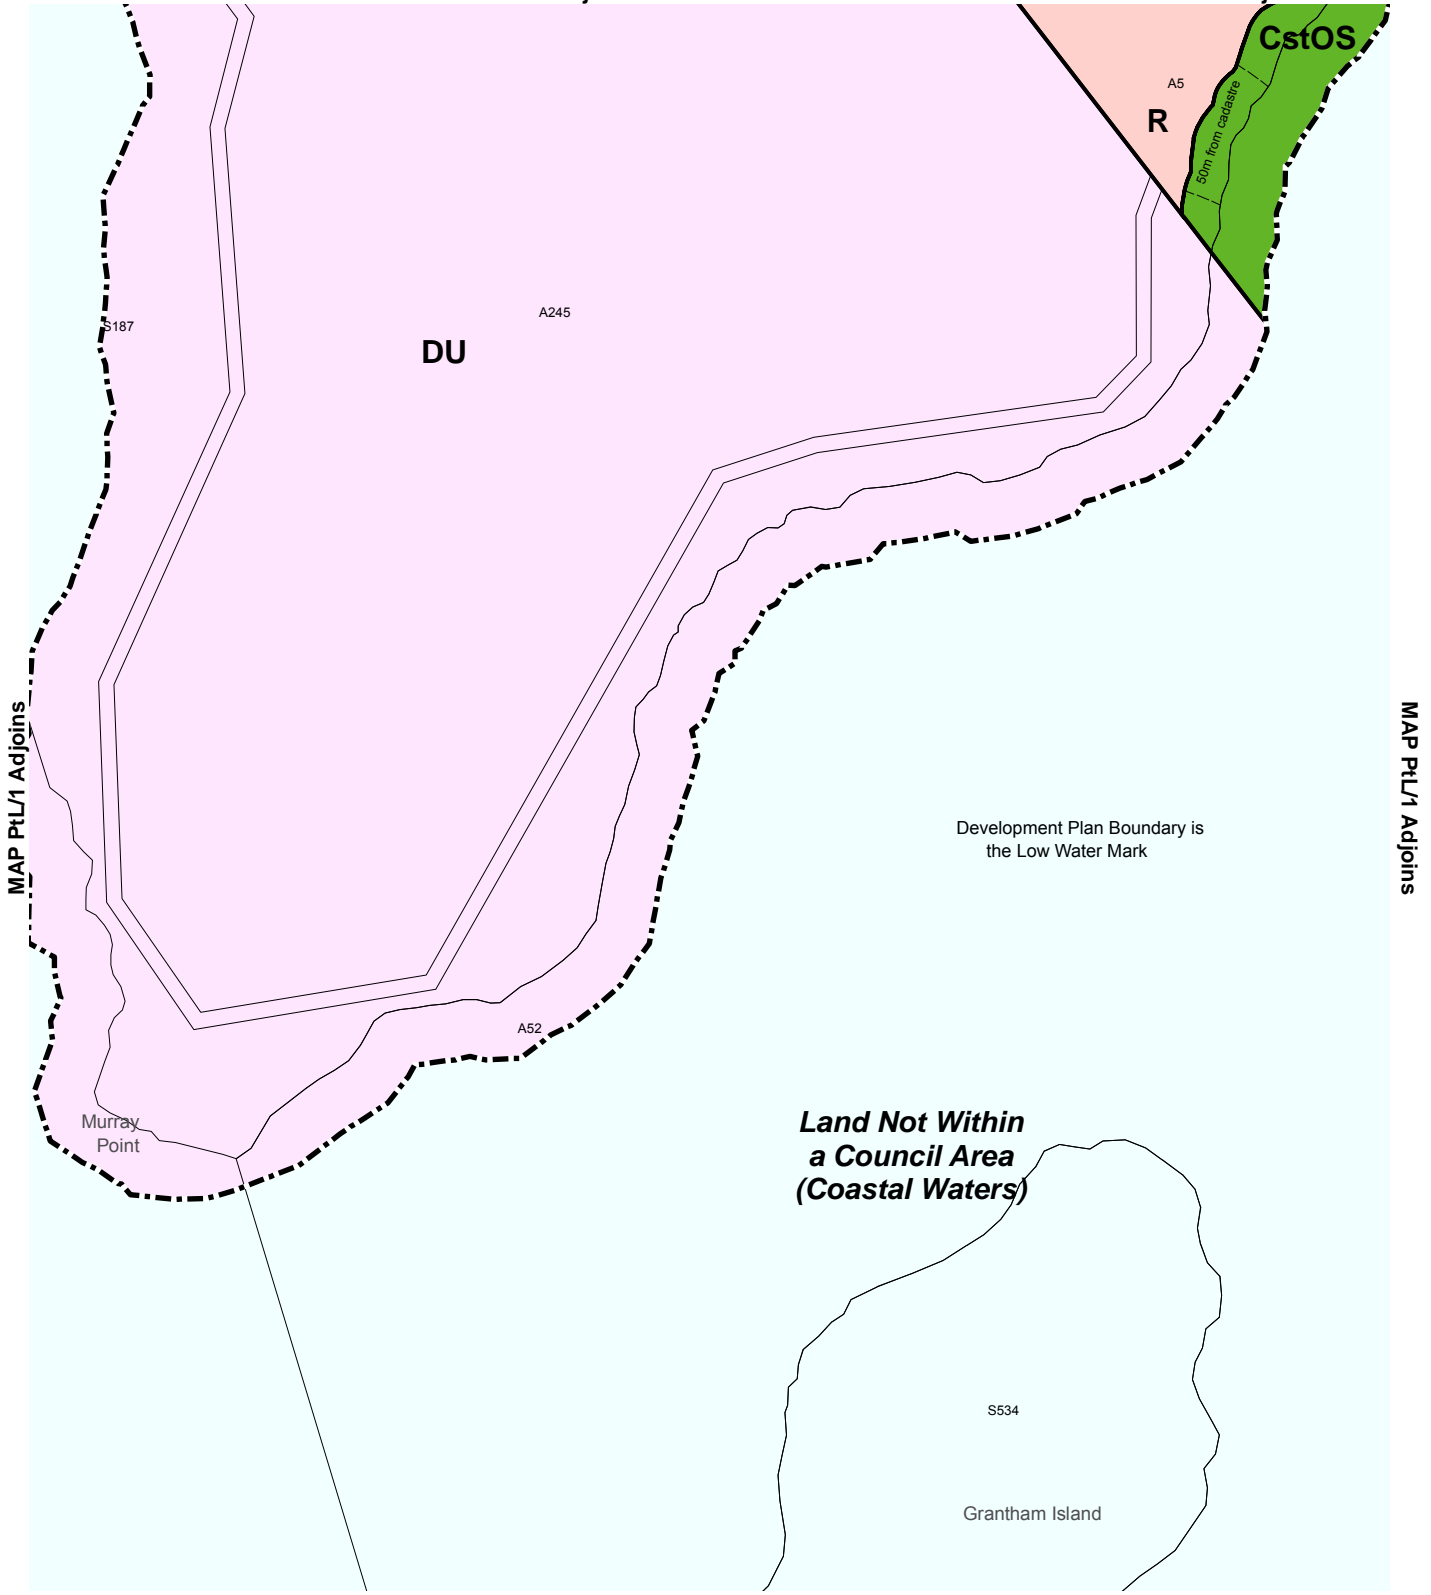 CstOS
A5
R
50m from cadastre
A245
S187
DU
MAP PtL/1 Adjoins
MAP PtL/1 Adjoins
Development Plan Boundary is
the Low Water Mark
A52
Murray
Point
Land Not Within
a Council Area
(Coastal Waters)
S534
Grantham Island